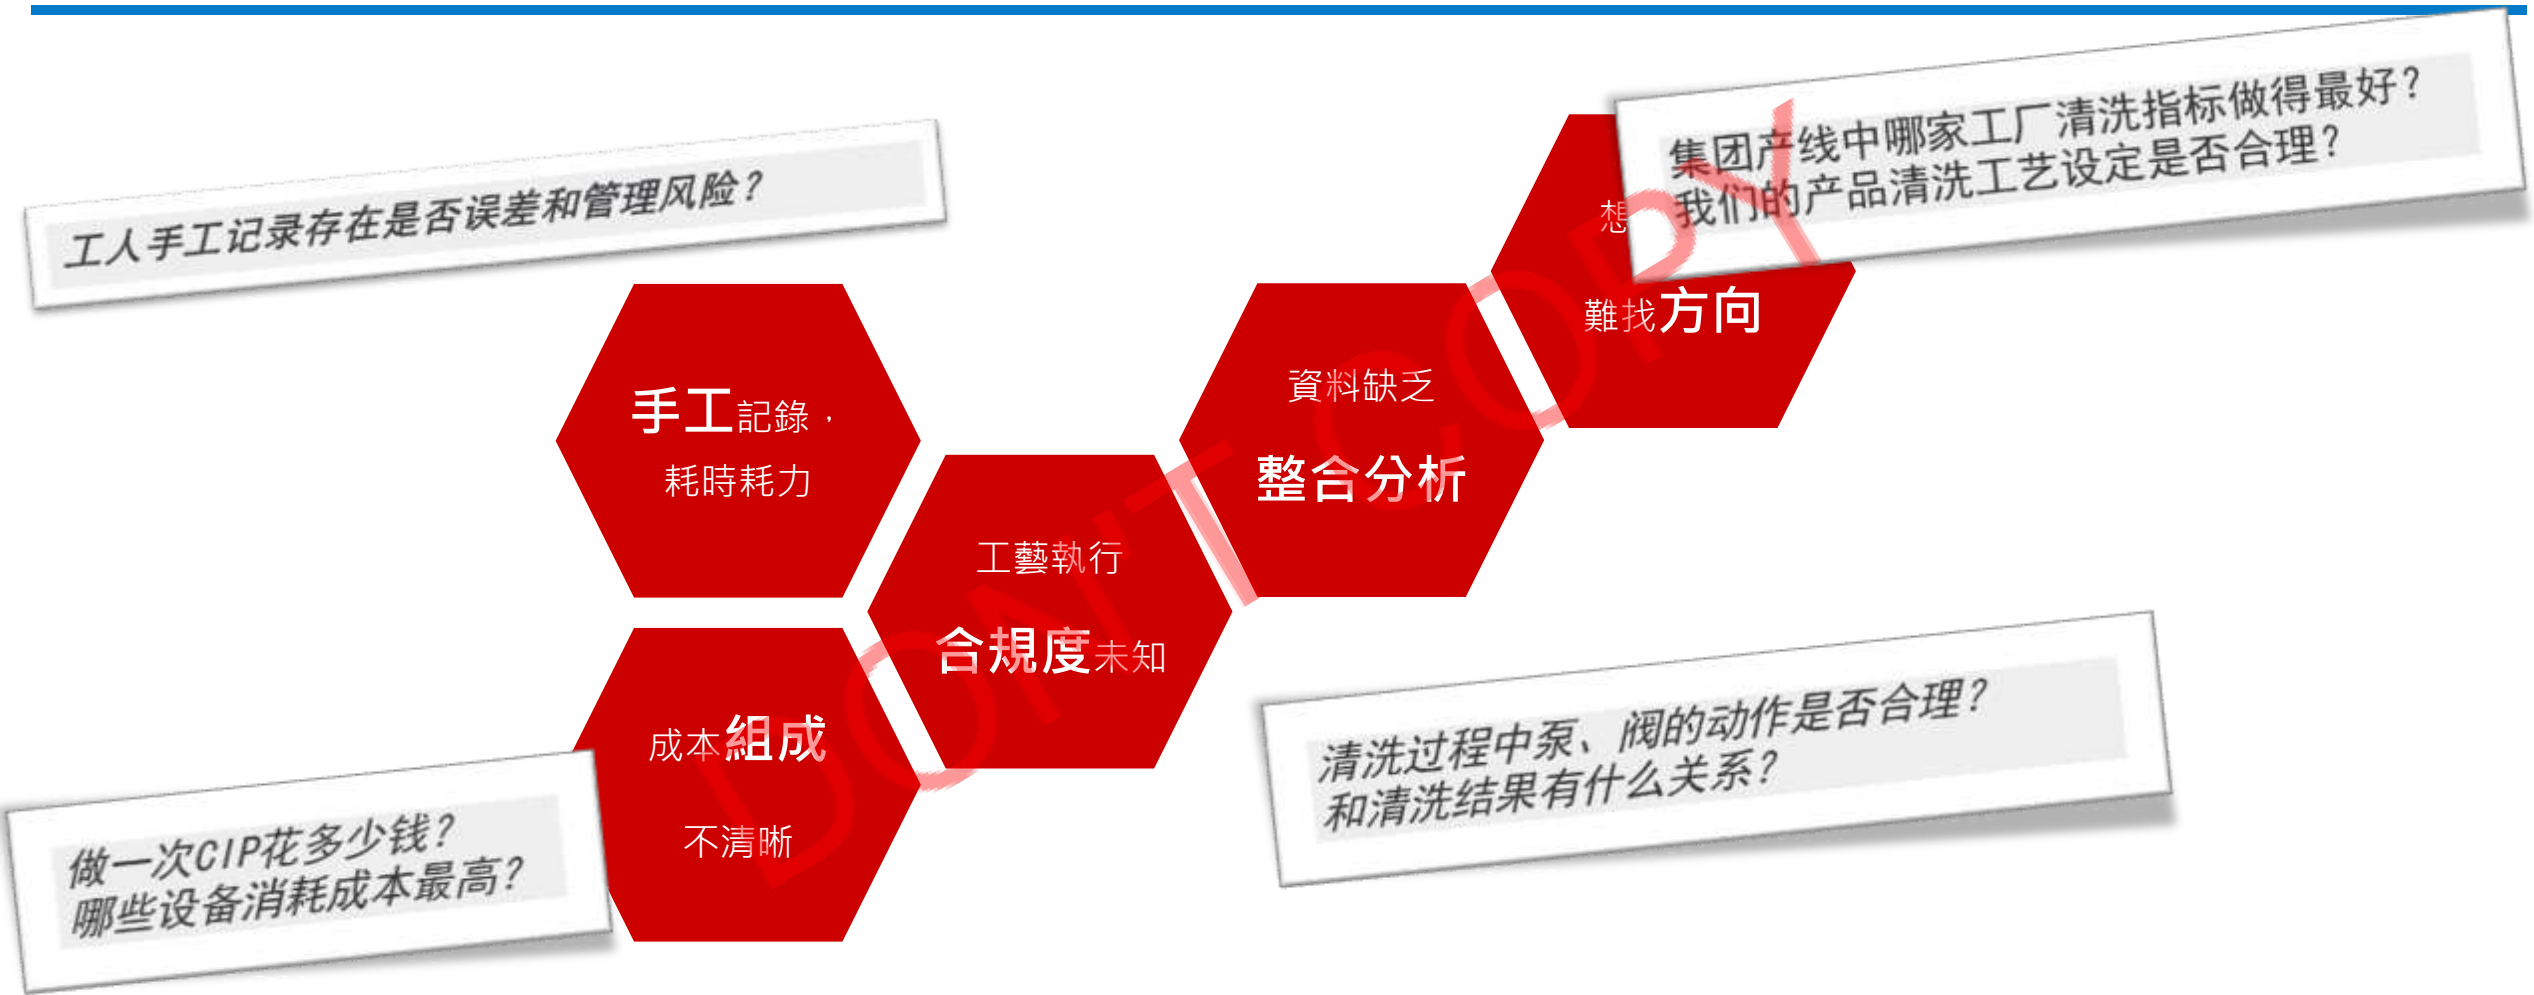 工人手工记录存在是否误差和管理风险？
集团产线中哪家工厂清洗指标做得最好？
我们的产品清洗工艺设定是否合理？
想
難找方向
手工記錄，
耗時耗力
資料缺乏
整合分析
工藝執行
合規度未知
成本組成
不清晰
做一次CIP花多少钱？
哪些设备消耗成本最高？
清洗过程中泵、阀的动作是否合理？
和清洗结果有什么关系？
DON'T COPY